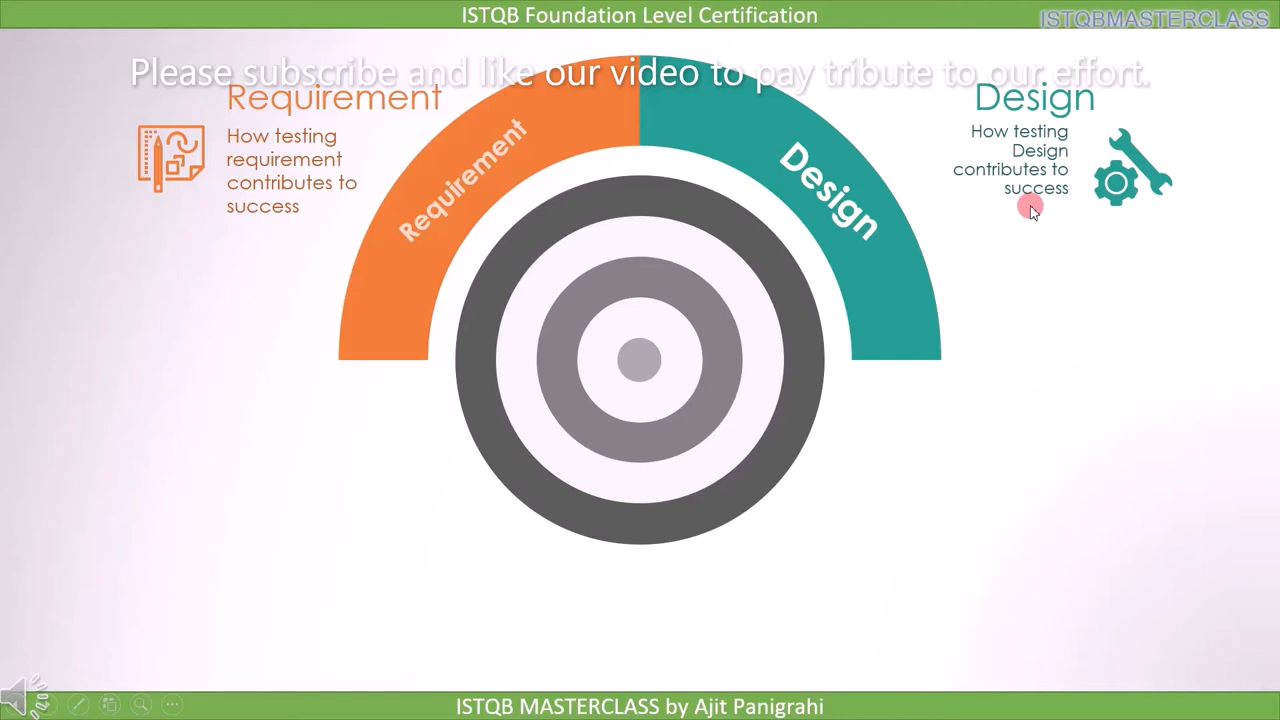 ISTQB Foundation Level Certification
ISTQBMASTERCLASS
Please subscribe and like our video to pay tribute to our effort.
Requirement
How testing
requirement
contributes to
success
Requirement
Design
Design
How testing
Design
contributes to
success
ISTQB MASTERCLASS by Ajit Panigrahi